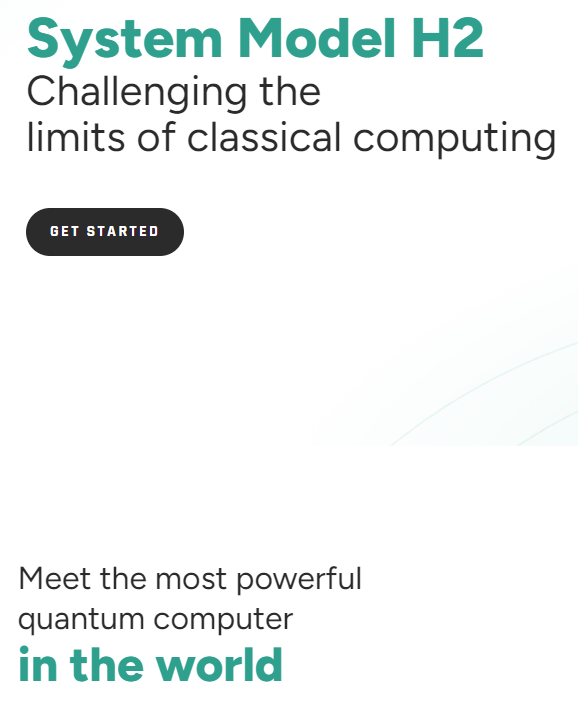 System Model H2
Challenging the
limits of classical computing
GET STARTED
Meet the most powerful
quantum computer
in the world